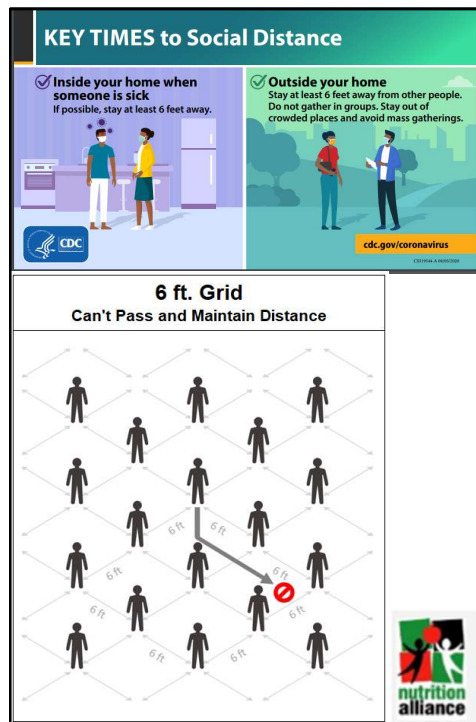 KEY TIMES to Social Distance
Inside your home when
someone is sick
If possible, stay at least 6 feet away.
Outside your home
Stay at least 6 feet away from other people.
Do not gather in groups. Stay out of
crowded places and avoid mass gatherings.
CDC
cdc.gov/coronavirus
6 ft. Grid
Can't Pass and Maintain Distance
6 ft 6 ft
6 ft 6 ft
6 ft 6 ft
6 ft 6 ft
nutrition
alliance